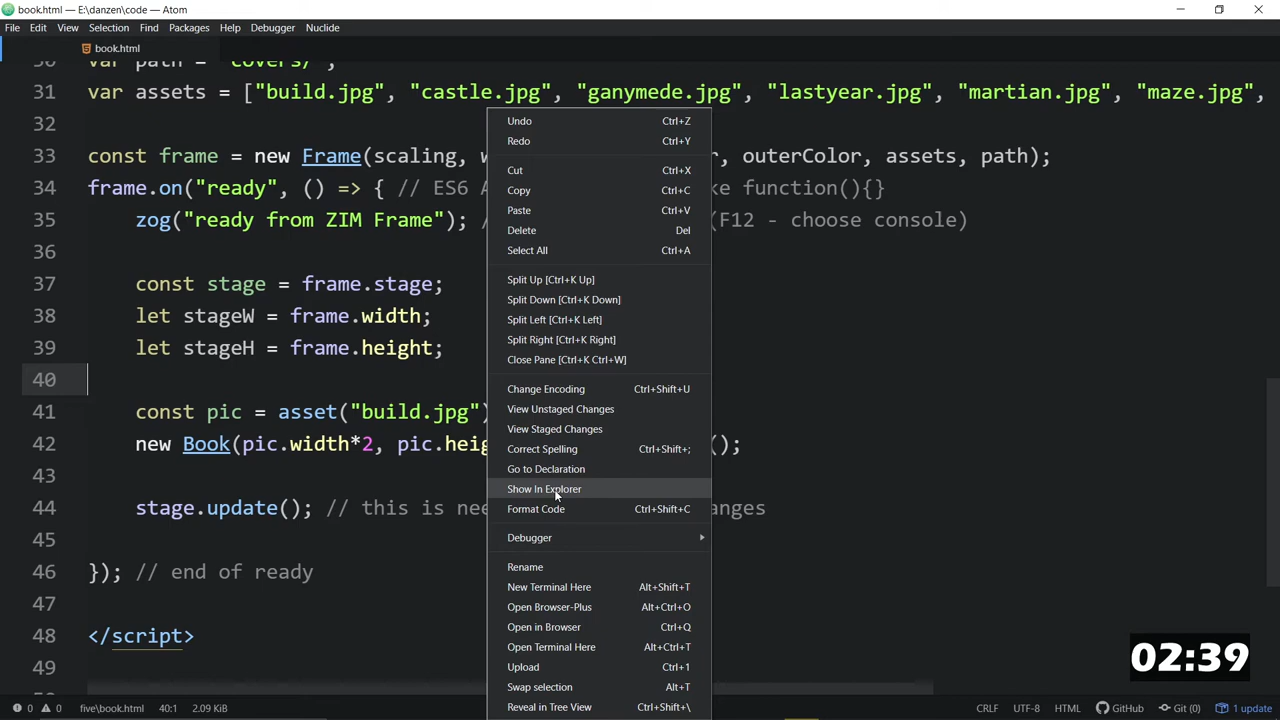 book.html — E:\danzen\code — Atom
File Edit View Selection Find Packages Help Debugger Nuclide
book.html
30 var path = "covers/";
31 var assets = ["build.jpg", "castle.jpg", "ganymede.jpg", "lastyear.jpg", "martian.jpg", "maze.jpg",
32
33 const frame = new Frame(scaling, w r, outerColor, assets, path);
34 frame.on("ready", () => { // ES6 A ke function(){}
35 zog("ready from ZIM Frame"); / (F12 - choose console)
36
37 const stage = frame.stage;
38 let stageW = frame.width;
39 let stageH = frame.height;
40
41 const pic = asset("build.jpg")
42 new Book(pic.width*2, pic.heig ();
43
44 stage.update(); // this is nee anges
45
46 }); // end of ready
47
48 </script>
49
Undo Ctrl+Z
Redo Ctrl+Y
Cut Ctrl+X
Copy Ctrl+C
Paste Ctrl+V
Delete Del
Select All Ctrl+A
Split Up [Ctrl+K Up]
Split Down [Ctrl+K Down]
Split Left [Ctrl+K Left]
Split Right [Ctrl+K Right]
Close Pane [Ctrl+K Ctrl+W]
Change Encoding Ctrl+Shift+U
View Unstaged Changes
View Staged Changes
Correct Spelling Ctrl+Shift+;
Go to Declaration
Show In Explorer
Format Code Ctrl+Shift+C
Debugger
Rename
New Terminal Here Alt+Shift+T
Open Browser-Plus Alt+Ctrl+O
Open in Browser Ctrl+Q
Open Terminal Here Alt+Ctrl+T
Upload Ctrl+1
Swap selection Alt+T
Reveal in Tree View Ctrl+Shift+\
02:39
0 0 five\book.html 40:1 2.09 KiB CRLF UTF-8 HTML GitHub Git (0) 1 update